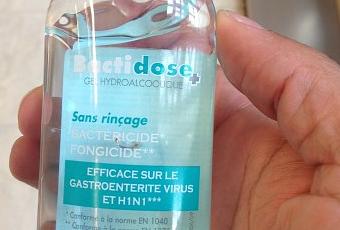 Bactidose
GEL HYDROALCOOLIQUE
Sans rinçage
BACTERICIDE*,
FONGICIDE**
EFFICACE SUR LE
GASTROENTERITE VIRUS
ET H1N1***
* Conforme à la norme EN 1040